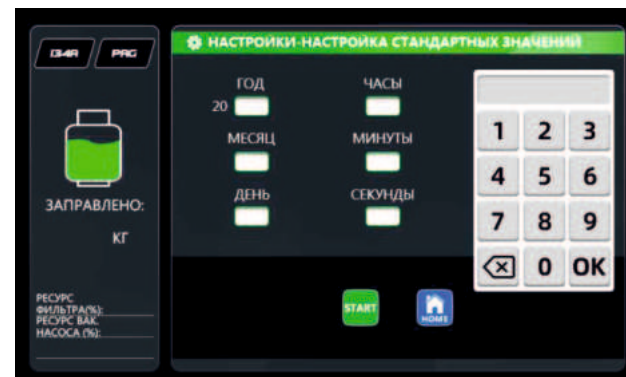 134A PAG
ЗАПРАВЛЕНО:
КГ
РЕСУРС
ФИЛЬТРА(%):
РЕСУРС ВАК.
НАСОСА (%):
НАСТРОЙКИ-НАСТРОЙКА СТАНДАРТНЫХ ЗНАЧЕНИЙ
ГОД ЧАСЫ
20
МЕСЯЦ МИНУТЫ
ДЕНЬ СЕКУНДЫ
1 2 3
4 5 6
7 8 9
0 OK
START HOME